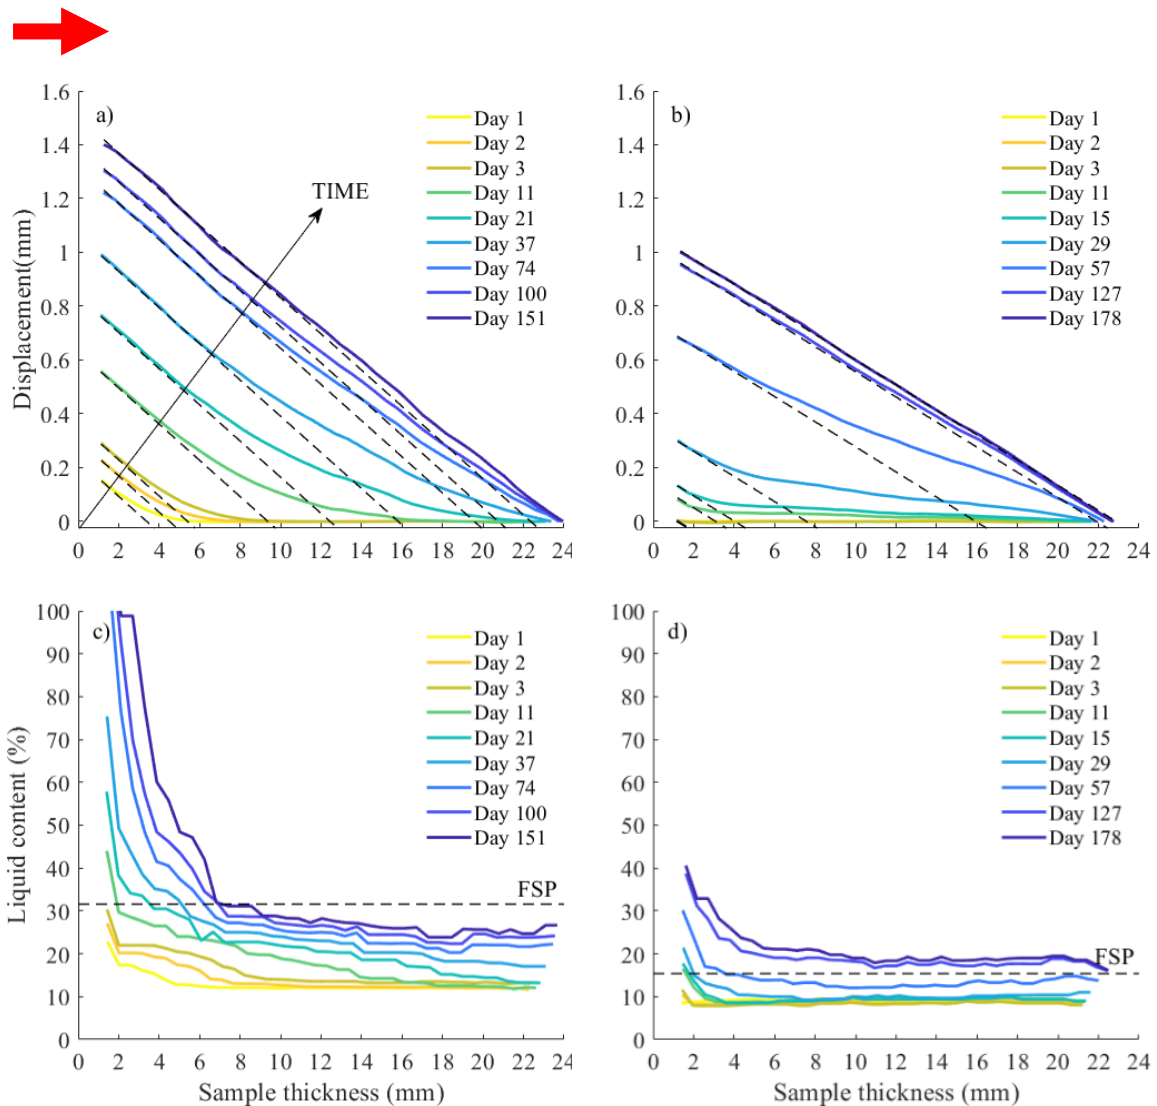 a)
1.6
1.4
1.2
1
0.8
0.6
0.4
0.2
0
Displacement(mm)
TIME
Day 1
Day 2
Day 3
Day 11
Day 21
Day 37
Day 74
Day 100
Day 151
0 2 4 6 8 10 12 14 16 18 20 22 24
b)
1.6
1.4
1.2
1
0.8
0.6
0.4
0.2
0
Day 1
Day 2
Day 3
Day 11
Day 15
Day 29
Day 57
Day 127
Day 178
0 2 4 6 8 10 12 14 16 18 20 22 24
c)
100
90
80
70
60
50
40
30
20
10
0
Liquid content (%)
Day 1
Day 2
Day 3
Day 11
Day 21
Day 37
Day 74
Day 100
Day 151
FSP
0 2 4 6 8 10 12 14 16 18 20 22 24
Sample thickness (mm)
d)
100
90
80
70
60
50
40
30
20
10
0
Day 1
Day 2
Day 3
Day 11
Day 15
Day 29
Day 57
Day 127
Day 178
FSP
0 2 4 6 8 10 12 14 16 18 20 22 24
Sample thickness (mm)